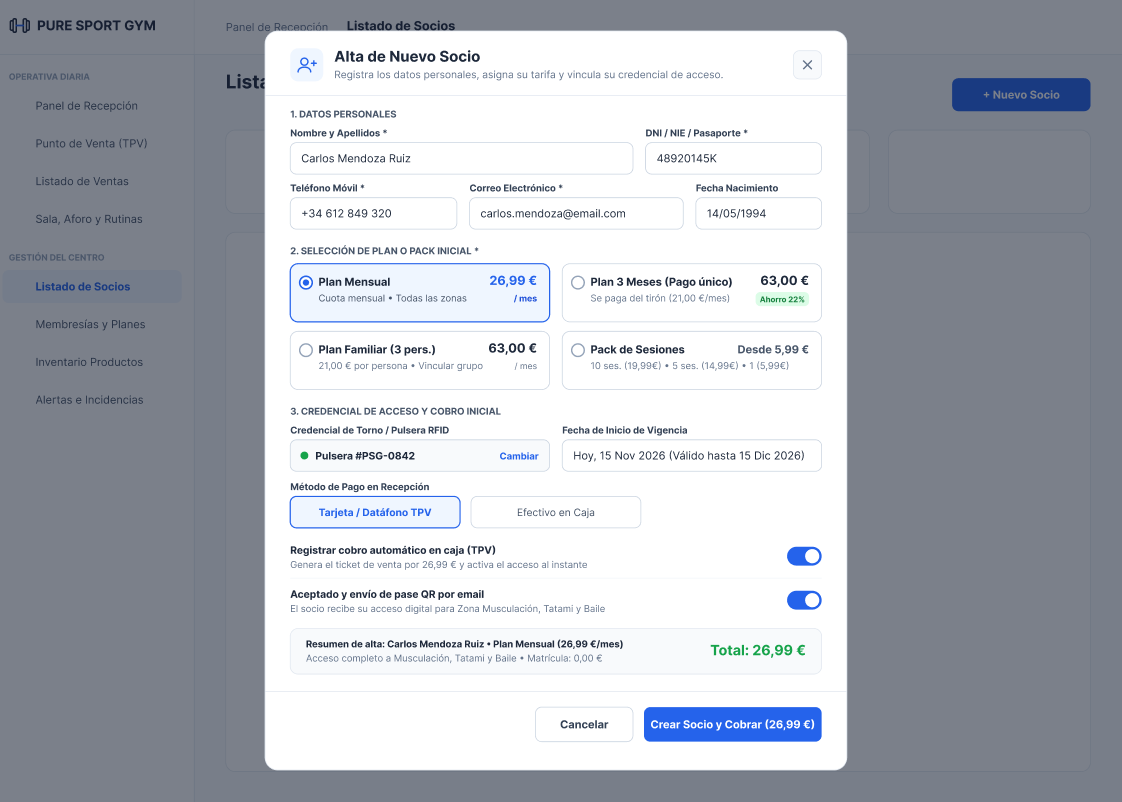 PURE SPORT GYM
Panel de Recepción
Listado de Socios
OPERATIVA DIARIA
Panel de Recepción
Punto de Venta (TPV)
Listado de Ventas
Sala, Aforo y Rutinas
GESTIÓN DEL CENTRO
Listado de Socios
Membresías y Planes
Inventario Productos
Alertas e Incidencias
+ Nuevo Socio
Alta de Nuevo Socio
Registra los datos personales, asigna su tarifa y vincula su credencial de acceso.
1. DATOS PERSONALES
Nombre y Apellidos *
DNI / NIE / Pasaporte *
Carlos Mendoza Ruiz
48920145K
Teléfono Móvil *
Correo Electrónico *
Fecha Nacimiento
+34 612 849 320
carlos.mendoza@email.com
14/05/1994
2. SELECCIÓN DE PLAN O PACK INICIAL *
Plan Mensual
26,99 €
Cuota mensual • Todas las zonas
/ mes
Plan 3 Meses (Pago único)
63,00 €
Se paga del tirón (21,00 €/mes)
Ahorro 22%
Plan Familiar (3 pers.)
63,00 €
21,00 € por persona • Vincular grupo
/ mes
Pack de Sesiones
Desde 5,99 €
10 ses. (19,99€) • 5 ses. (14,99€) • 1 (5,99€)
3. CREDENCIAL DE ACCESO Y COBRO INICIAL
Credencial de Torno / Pulsera RFID
Fecha de Inicio de Vigencia
Pulsera #PSG-0842
Cambiar
Hoy, 15 Nov 2026 (Válido hasta 15 Dic 2026)
Método de Pago en Recepción
Tarjeta / Datáfono TPV
Efectivo en Caja
Registrar cobro automático en caja (TPV)
Genera el ticket de venta por 26,99 € y activa el acceso al instante
Aceptado y envío de pase QR por email
El socio recibe su acceso digital para Zona Musculación, Tatami y Baile
Resumen de alta: Carlos Mendoza Ruiz • Plan Mensual (26,99 €/mes)
Acceso completo a Musculación, Tatami y Baile • Matrícula: 0,00 €
Total: 26,99 €
Cancelar
Crear Socio y Cobrar (26,99 €)